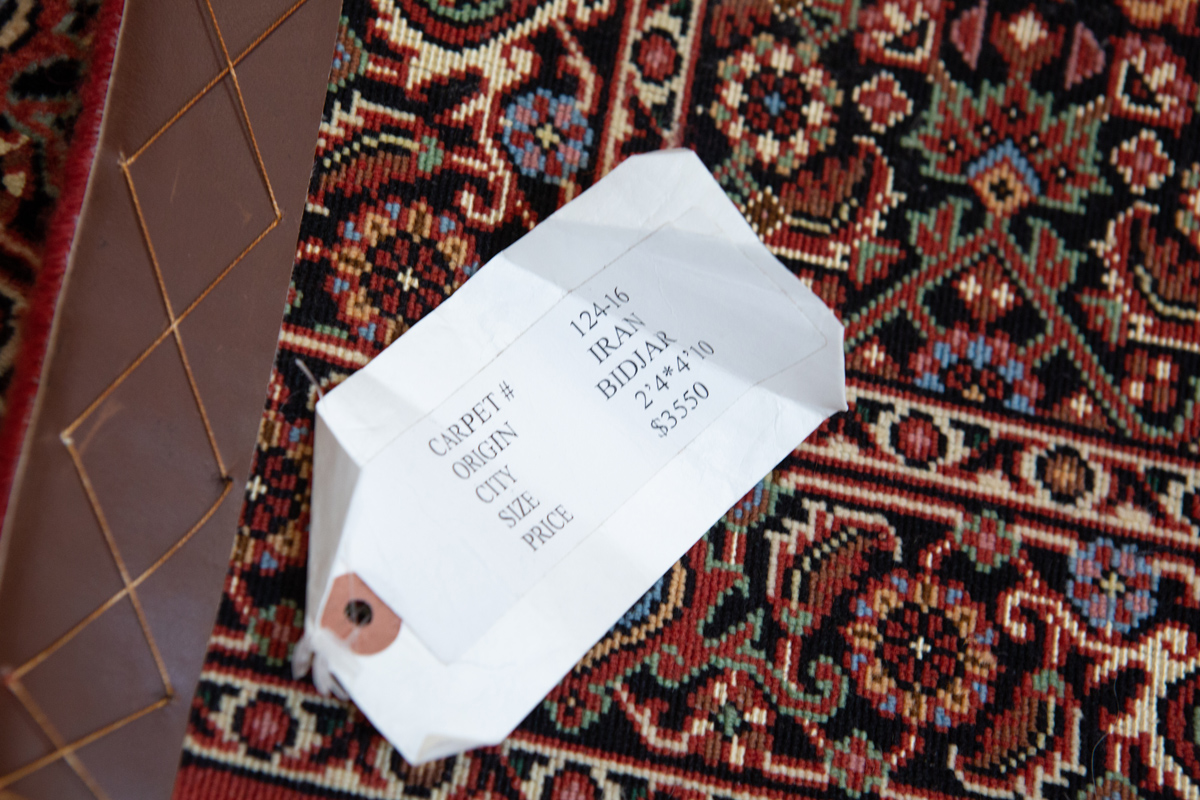 CARPET # 124-16
ORIGIN IRAN
CITY BIDJAR
SIZE 2'4*4'10
PRICE $3550